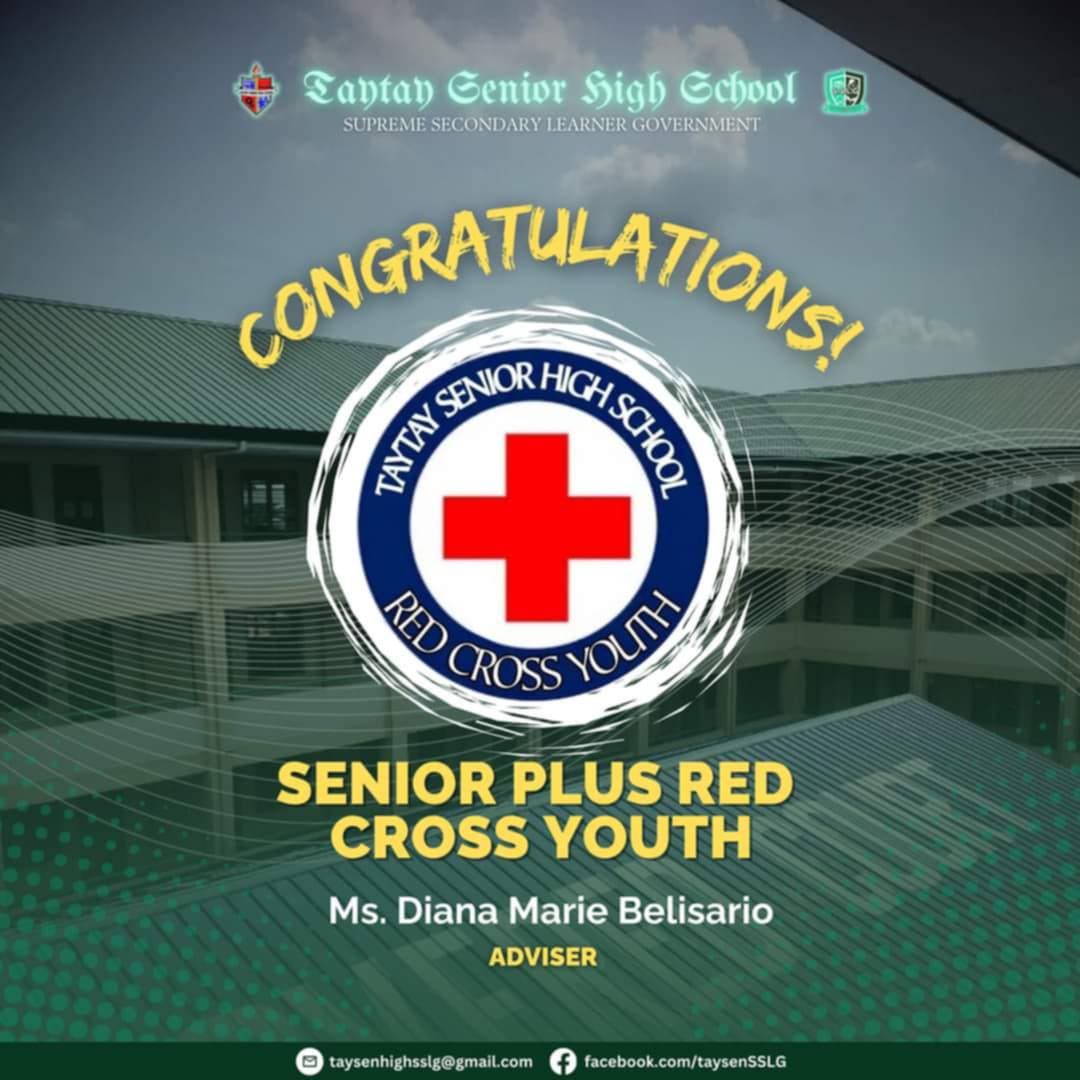 Taytay Senior High School
SUPREME SECONDARY LEARNER GOVERNMENT
CONGRATULATIONS!
TAYTAY SENIOR HIGH SCHOOL
RED CROSS YOUTH
SENIOR PLUS RED
CROSS YOUTH
Ms. Diana Marie Belisario
ADVISER
taysenhighsslg@gmail.com
facebook.com/taysenSSLG